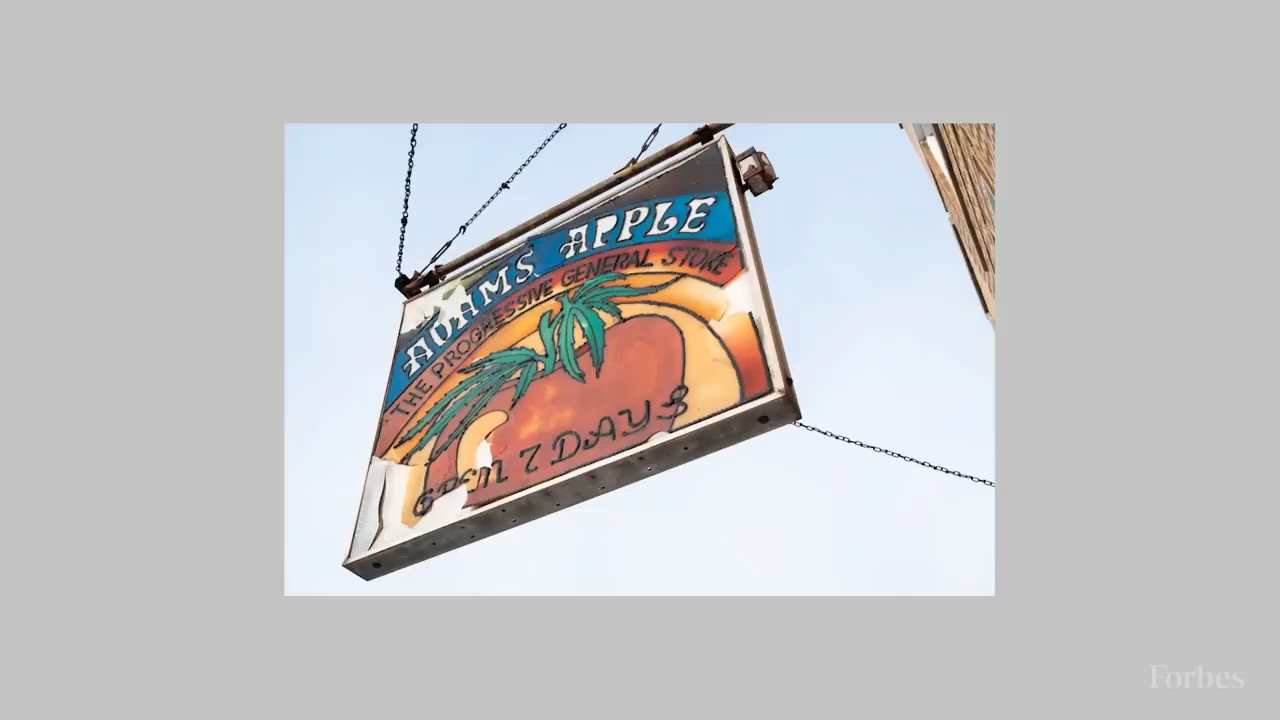 ADAMS APPLE
THE PROGRESSIVE GENERAL STORE
OPEN 7 DAYS
Forbes